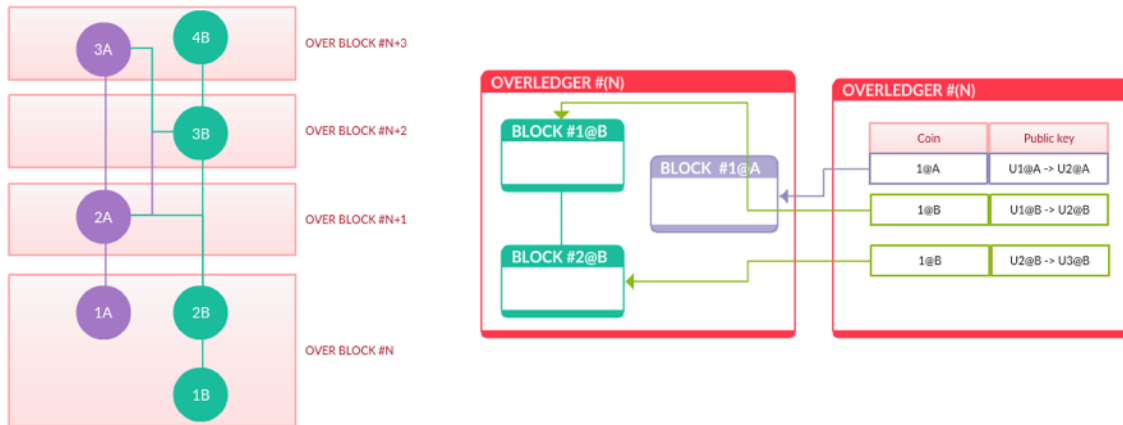 3A
4B
OVER BLOCK #N+3
3B
OVER BLOCK #N+2
2A
OVER BLOCK #N+1
1A
2B
OVER BLOCK #N
1B
OVERLEDGER #(N)
BLOCK #1@B
BLOCK #1@A
BLOCK #2@B
OVERLEDGER #(N)
Coin Public key
1@A U1@A -> U2@A
1@B U1@B -> U2@B
1@B U2@B -> U3@B